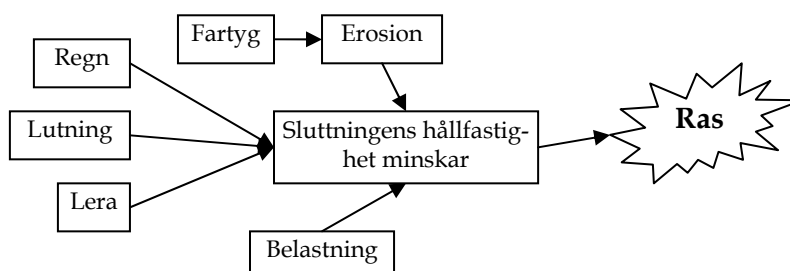 Fartyg
Erosion
Regn
Lutning
Sluttningens hållfastig-
het minskar
Ras
Lera
Belastning